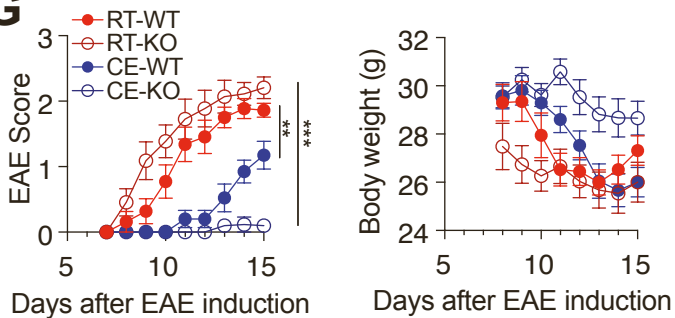 G
RT-WT
RT-KO
CE-WT
CE-KO
3
2
1
0
EAE Score
**
***
5 10 15
Days after EAE induction
32
30
28
26
24
Body weight (g)
5 10 15
Days after EAE induction